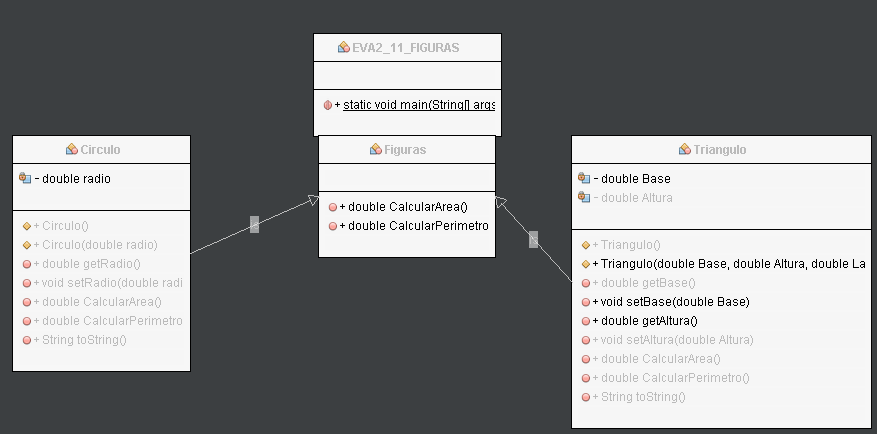 EVA2_11_FIGURAS
+ static void main(String[] args
Circulo
- double radio
+ Circulo()
+ Circulo(double radio)
+ double getRadio()
+ void setRadio(double radi
+ double CalcularArea()
+ double CalcularPerimetro
+ String toString()
Figuras
+ double CalcularArea()
+ double CalcularPerimetro
Triangulo
- double Base
- double Altura
+ Triangulo()
+ Triangulo(double Base, double Altura, double La
+ double getBase()
+ void setBase(double Base)
+ double getAltura()
+ void setAltura(double Altura)
+ double CalcularArea()
+ double CalcularPerimetro()
+ String toString()